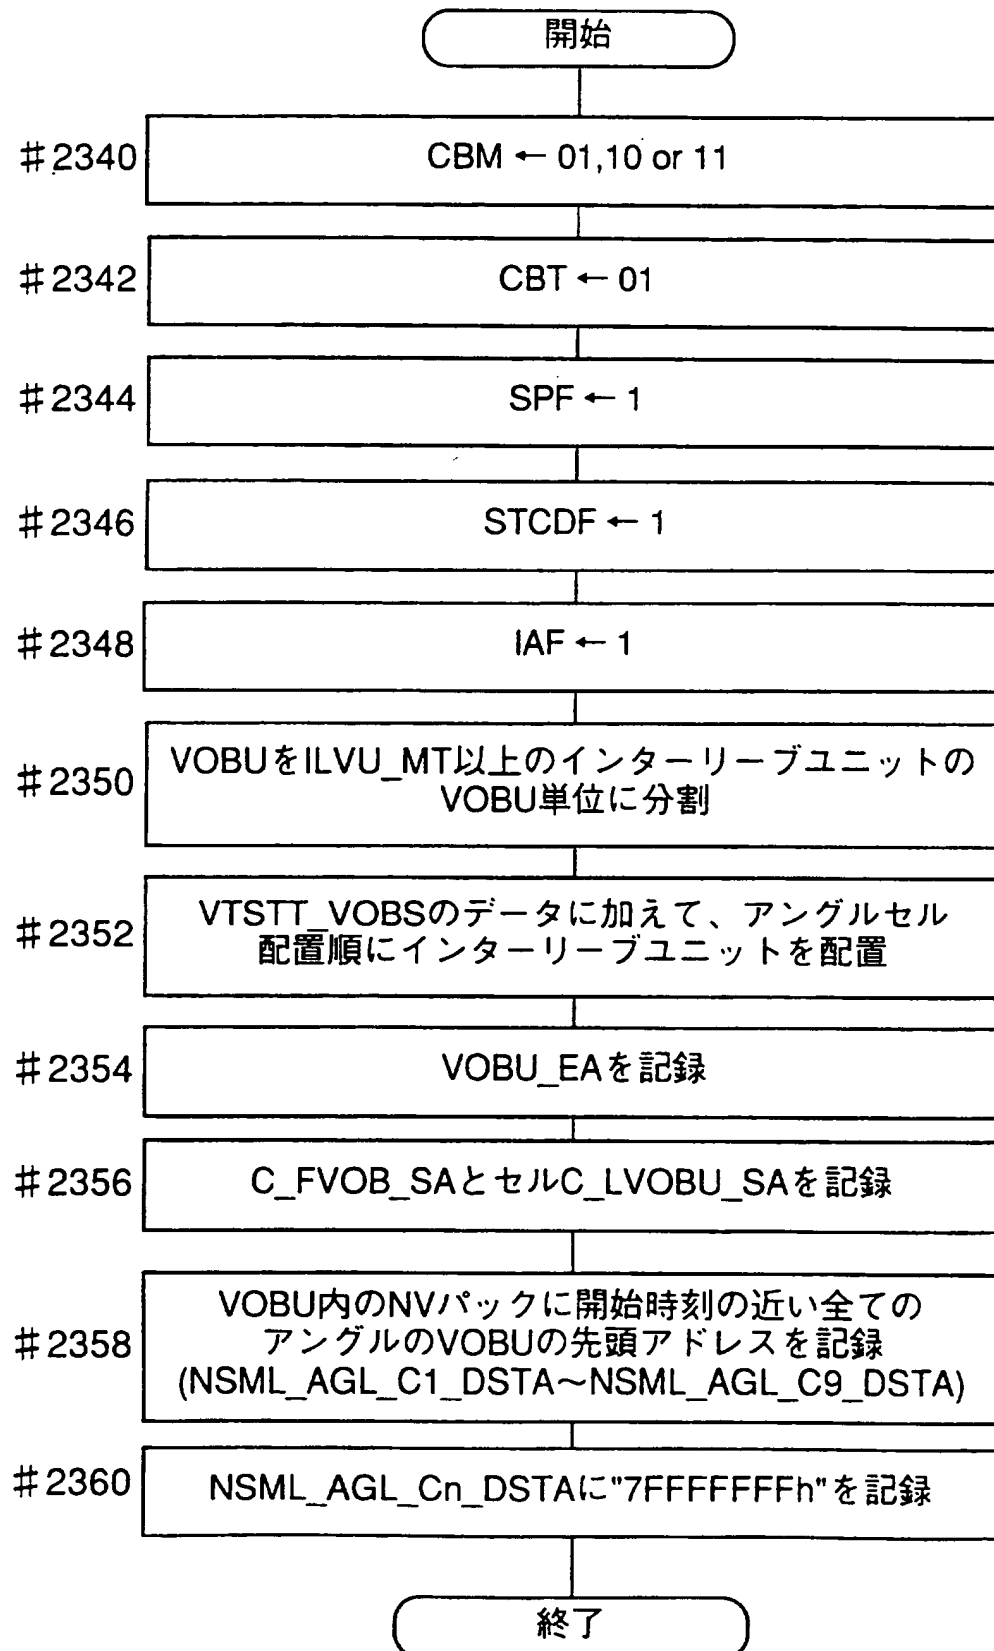 開始
#2340
CBM ← 01,10 or 11
#2342
CBT ← 01
#2344
SPF ← 1
#2346
STCDF ← 1
#2348
IAF ← 1
#2350
VOBUをILVU_MT以上のインターリーブユニットの
VOBU単位に分割
#2352
VTSTT_VOBSのデータに加えて、アングルセル
配置順にインターリーブユニットを配置
#2354
VOBU_EAを記録
#2356
C_FVOB_SAとセルC_LVOBU_SAを記録
#2358
VOBU内のNVパックに開始時刻の近い全ての
アングルのVOBUの先頭アドレスを記録
(NSML_AGL_C1_DSTA〜NSML_AGL_C9_DSTA)
#2360
NSML_AGL_Cn_DSTAに"7FFFFFFFh"を記録
終了